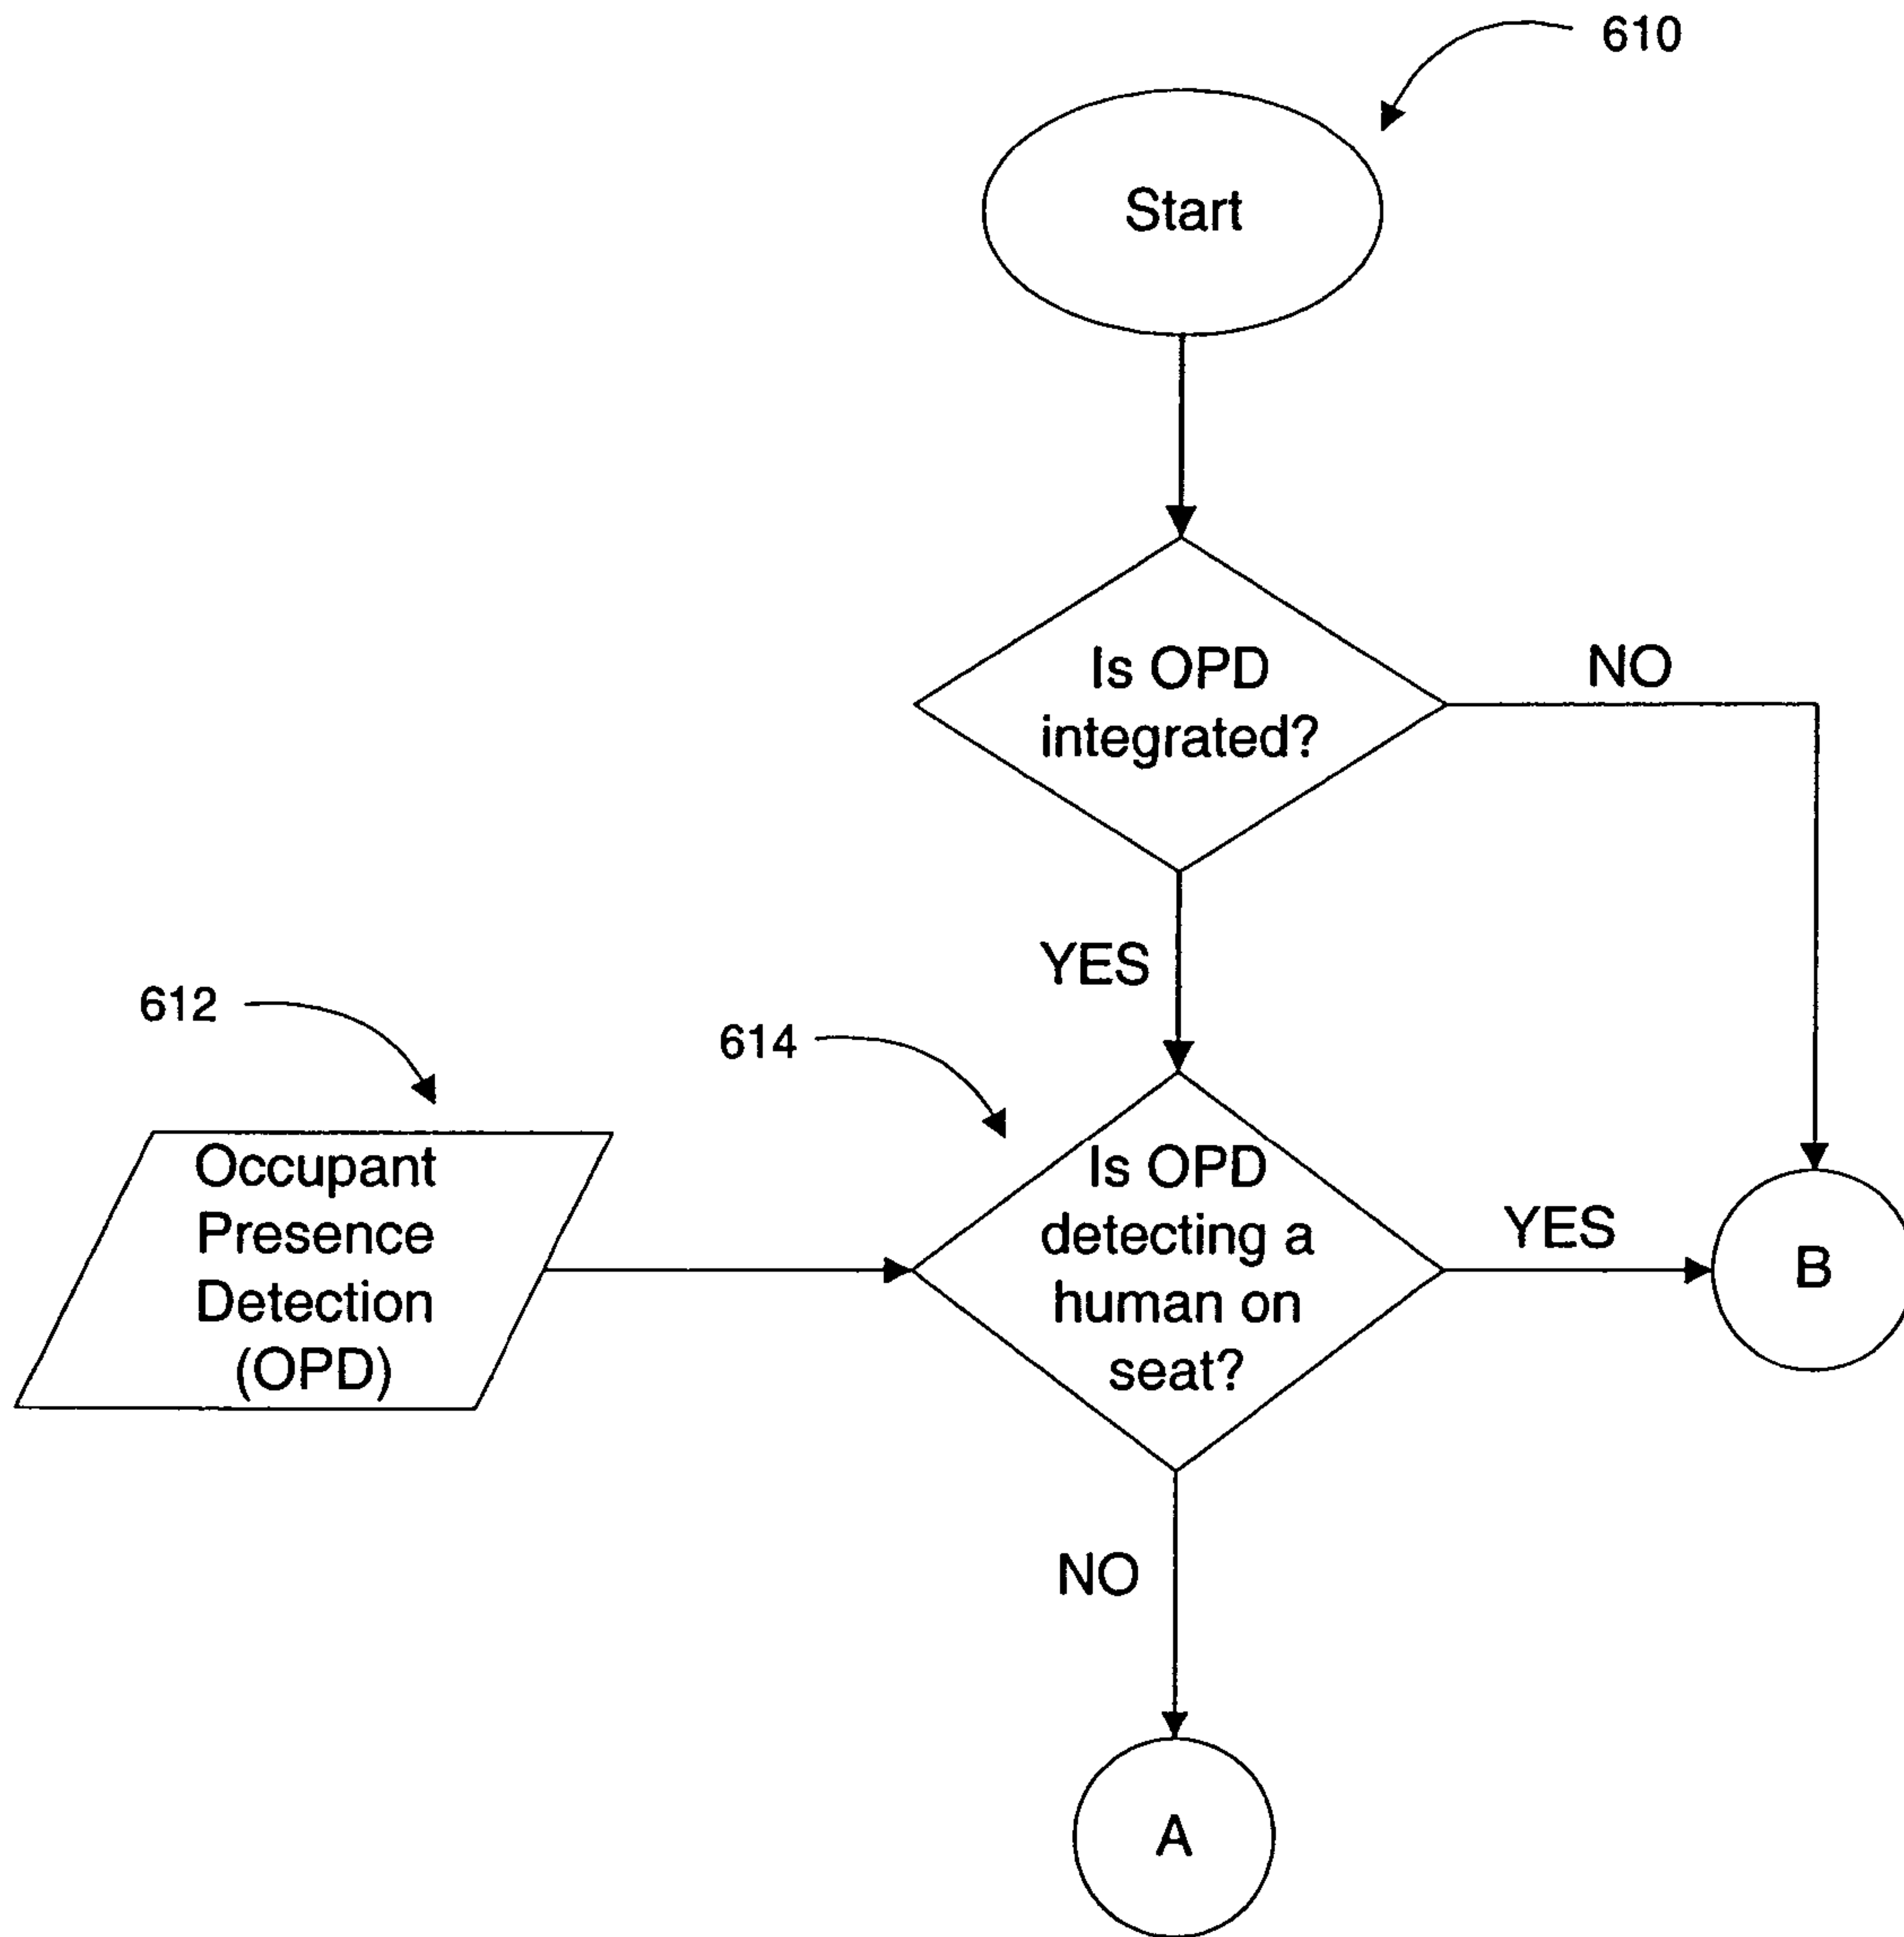 610
Start
Is OPD
integrated?
NO
YES
612
614
Occupant
Presence
Detection
(OPD)
Is OPD
detecting a
human on
seat?
YES
B
NO
A